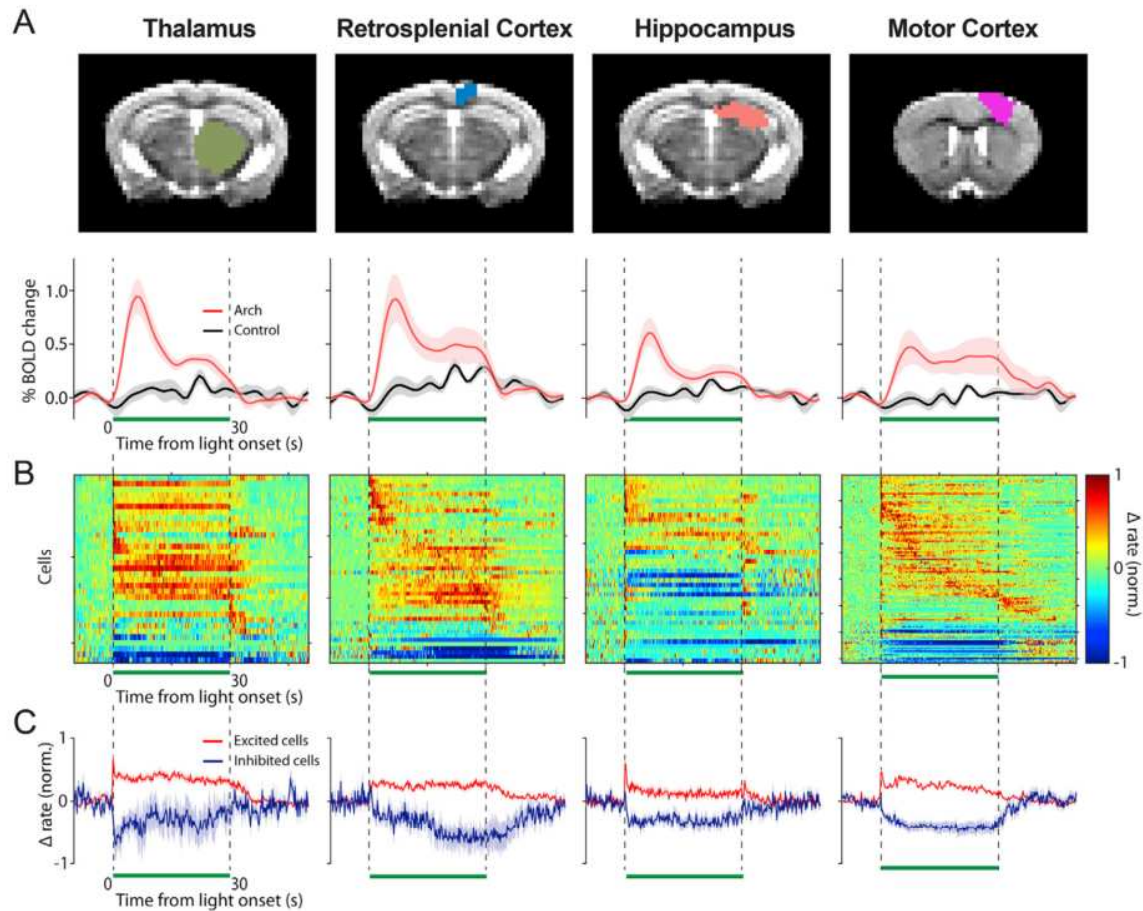 A
Thalamus
Retrosplenial Cortex
Hippocampus
Motor Cortex
% BOLD change
1.0
0.5
0.0
Arch
Control
0
30
Time from light onset (s)
B
Cells
1
0
-1
Δ rate (norm.)
0
30
Time from light onset (s)
C
Δ rate (norm.)
1
0
-1
Excited cells
Inhibited cells
0
30
Time from light onset (s)